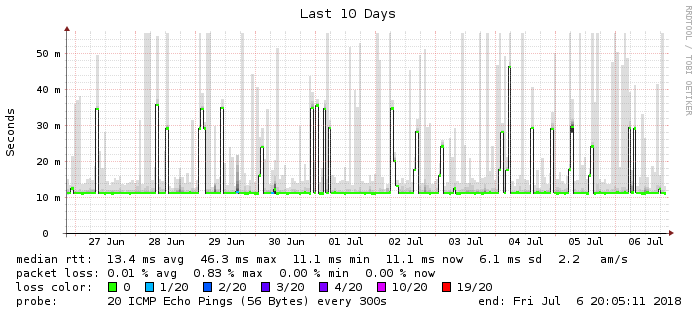 Last 10 Days
RRDTOOL / TOBI OETIKER
Seconds
50 m
40 m
30 m
20 m
10 m
0
27 Jun 28 Jun 29 Jun 30 Jun 01 Jul 02 Jul 03 Jul 04 Jul 05 Jul 06 Jul
median rtt: 13.4 ms avg 46.3 ms max 11.1 ms min 11.1 ms now 6.1 ms sd 2.2 am/s
packet loss: 0.01 % avg 0.83 % max 0.00 % min 0.00 % now
loss color: 0 1/20 2/20 3/20 4/20 10/20 19/20
probe: 20 ICMP Echo Pings (56 Bytes) every 300s end: Fri Jul 6 20:05:11 2018